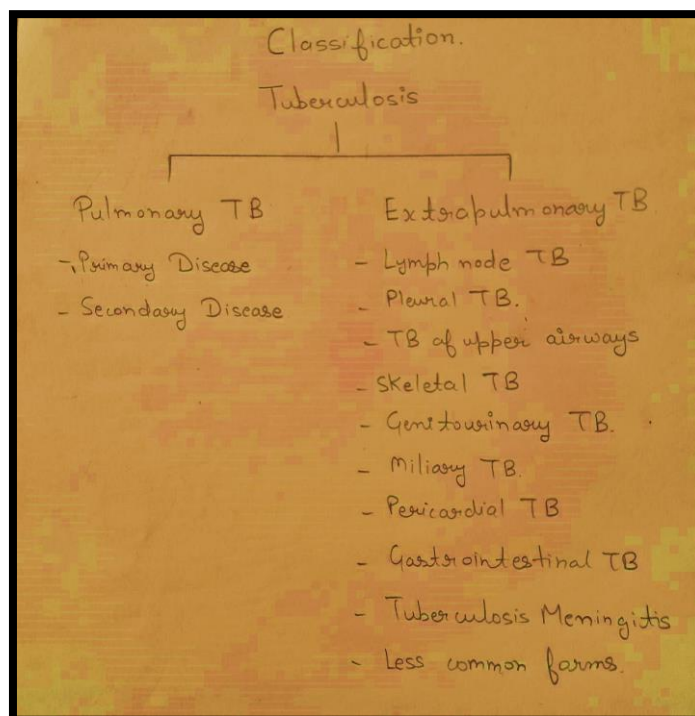 Classification.
Tuberculosis
Pulmonary TB
- Primary Disease
- Secondary Disease
Extrapulmonary TB
- Lymph node TB
- Pleural TB.
- TB of upper airways
- Skeletal TB
- Genitourinary TB.
- Miliary TB.
- Pericardial TB
- Gastrointestinal TB
- Tuberculosis Meningitis
- Less common forms.